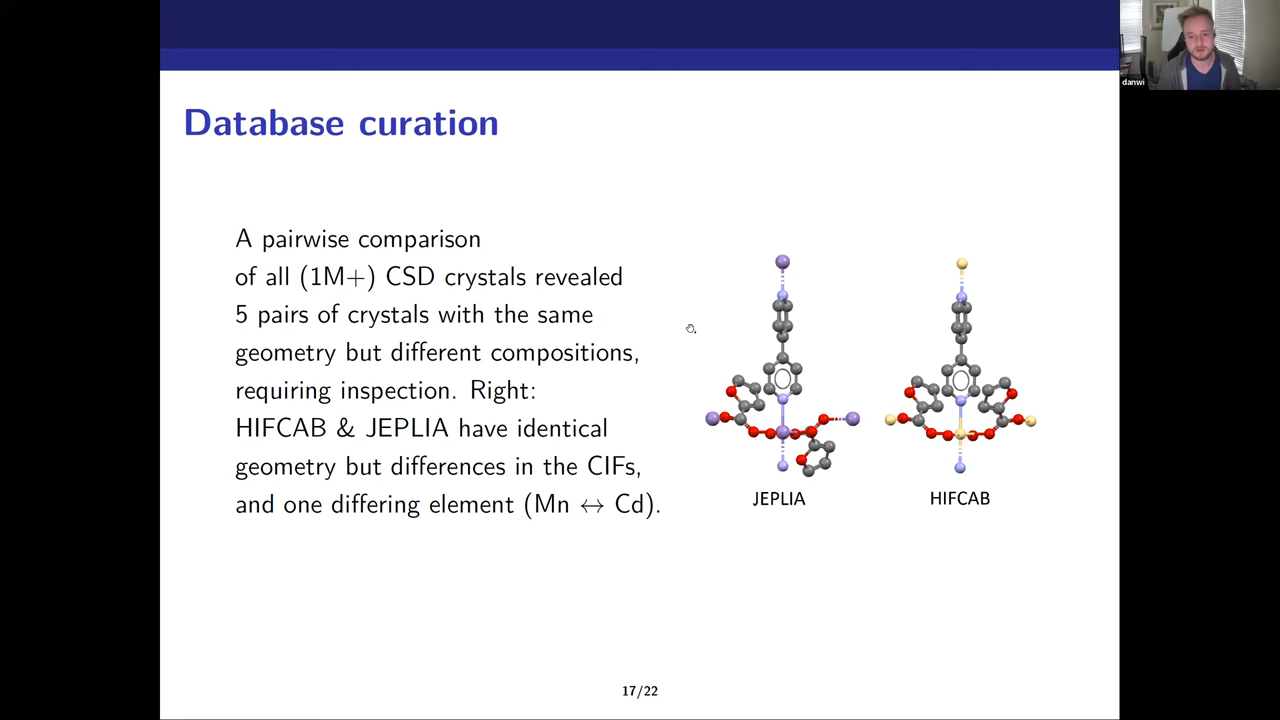 danwi
Database curation
A pairwise comparison
of all (1M+) CSD crystals revealed
5 pairs of crystals with the same
geometry but different compositions,
requiring inspection. Right:
HIFCAB & JEPLIA have identical
geometry but differences in the CIFs,
and one differing element (Mn ↔ Cd).
JEPLIA
HIFCAB
17/22